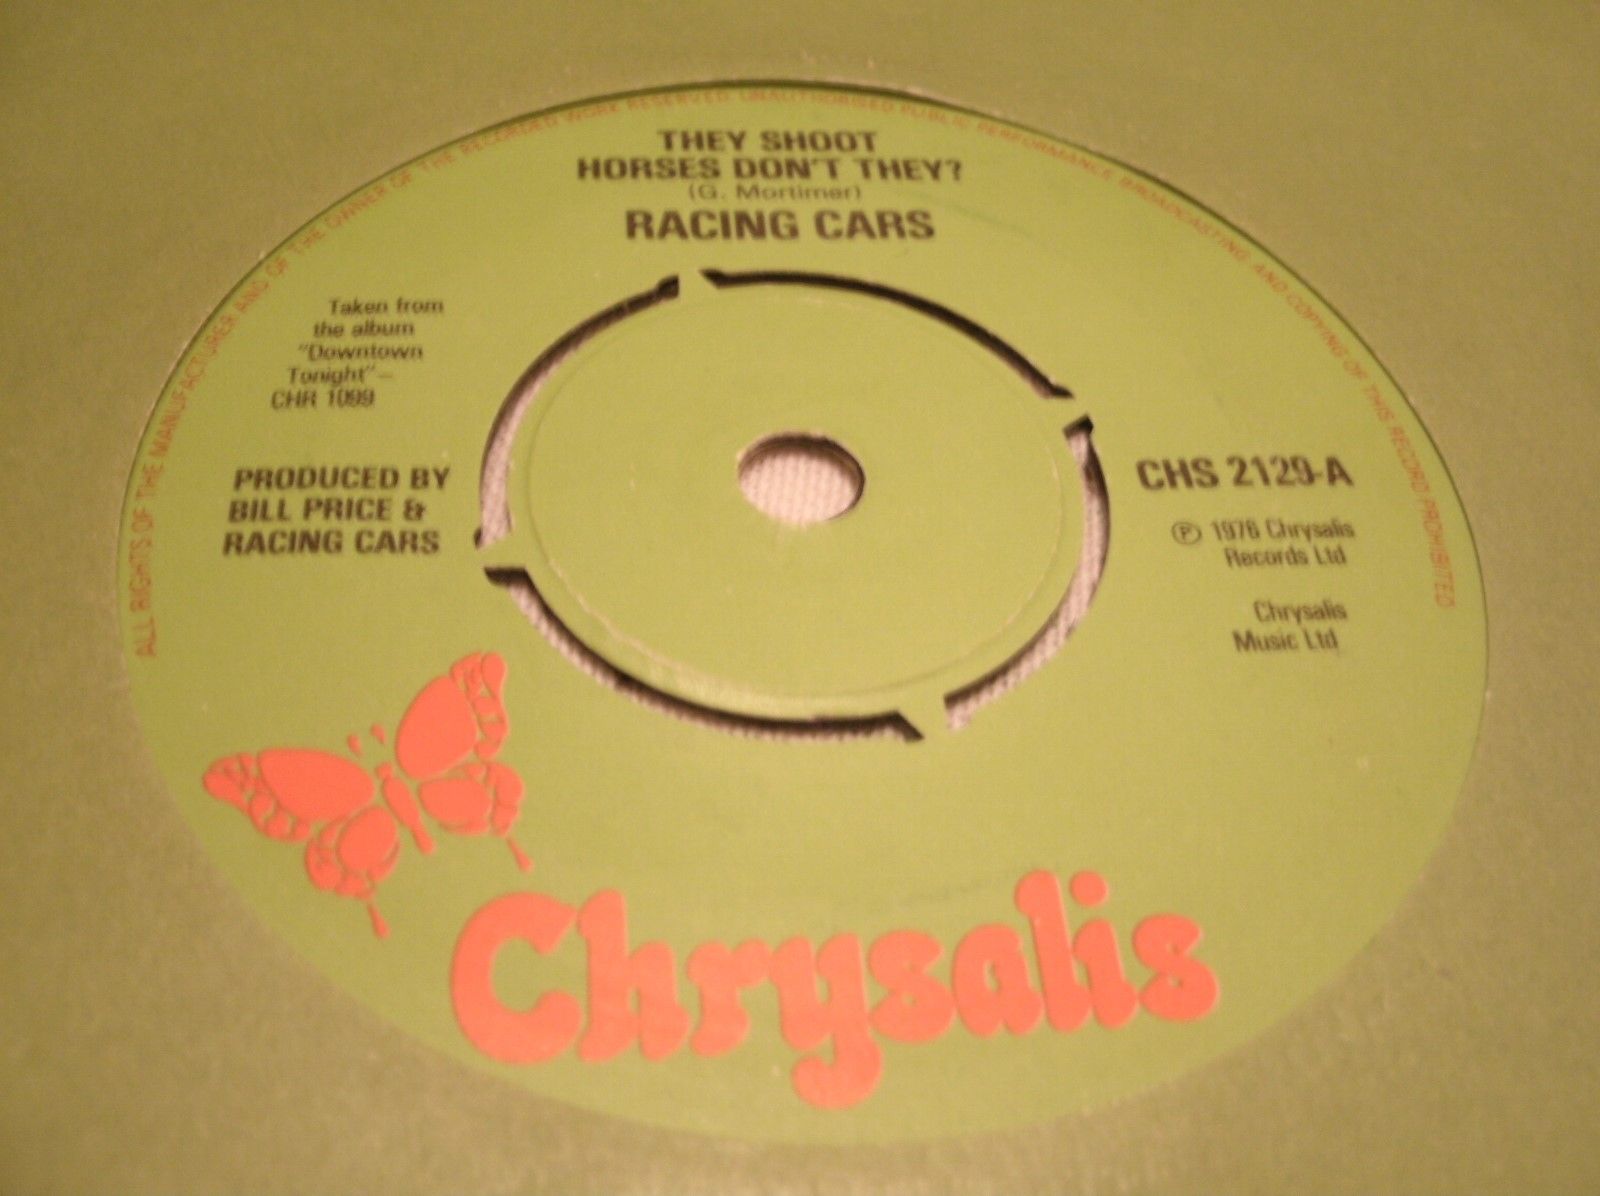 ALL RIGHTS OF THE MANUFACTURER AND OF THE OWNER OF THE RECORDED WORK RESERVED. UNAUTHORISED PUBLIC PERFORMANCE, BROADCASTING AND COPYING OF THIS RECORD PROHIBITED
THEY SHOOT
HORSES DON'T THEY?
(G. Mortimer)
RACING CARS
Taken from
the album
"Downtown
Tonight"–
CHR 1099
PRODUCED BY
BILL PRICE &
RACING CARS
CHS 2129-A
℗ 1976 Chrysalis
Records Ltd
Chrysalis
Music Ltd
Chrysalis